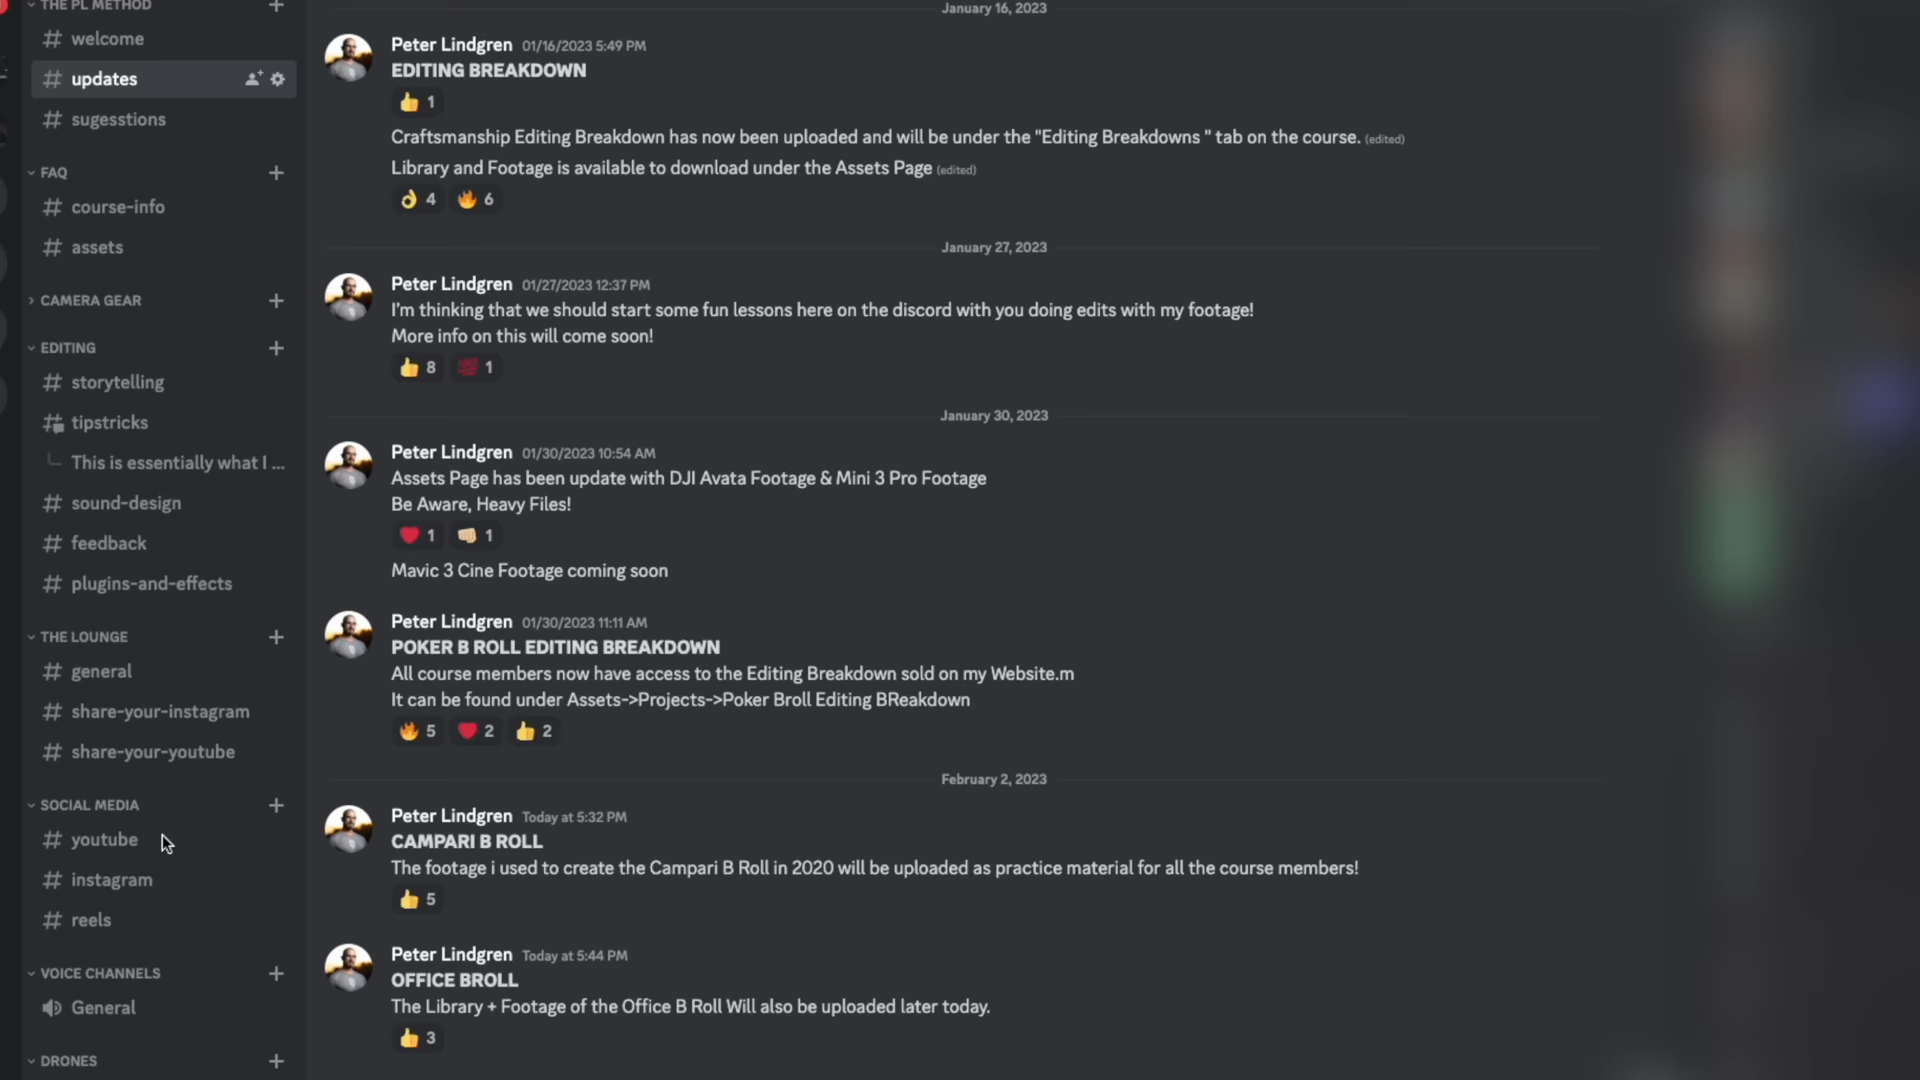 THE PL METHOD
welcome
updates
sugesstions
FAQ
course-info
assets
CAMERA GEAR
EDITING
storytelling
tipstricks
This is essentially what I ...
sound-design
feedback
plugins-and-effects
THE LOUNGE
general
share-your-instagram
share-your-youtube
SOCIAL MEDIA
youtube
instagram
reels
VOICE CHANNELS
General
DRONES
January 16, 2023
Peter Lindgren 01/16/2023 5:49 PM
EDITING BREAKDOWN
1
Craftsmanship Editing Breakdown has now been uploaded and will be under the "Editing Breakdowns " tab on the course. (edited)
Library and Footage is available to download under the Assets Page (edited)
4 6
January 27, 2023
Peter Lindgren 01/27/2023 12:37 PM
I'm thinking that we should start some fun lessons here on the discord with you doing edits with my footage!
More info on this will come soon!
8 1
January 30, 2023
Peter Lindgren 01/30/2023 10:54 AM
Assets Page has been update with DJI Avata Footage & Mini 3 Pro Footage
Be Aware, Heavy Files!
1 1
Mavic 3 Cine Footage coming soon
Peter Lindgren 01/30/2023 11:11 AM
POKER B ROLL EDITING BREAKDOWN
All course members now have access to the Editing Breakdown sold on my Website.m
It can be found under Assets->Projects->Poker Broll Editing BReakdown
5 2 2
February 2, 2023
Peter Lindgren Today at 5:32 PM
CAMPARI B ROLL
The footage i used to create the Campari B Roll in 2020 will be uploaded as practice material for all the course members!
5
Peter Lindgren Today at 5:44 PM
OFFICE BROLL
The Library + Footage of the Office B Roll Will also be uploaded later today.
3